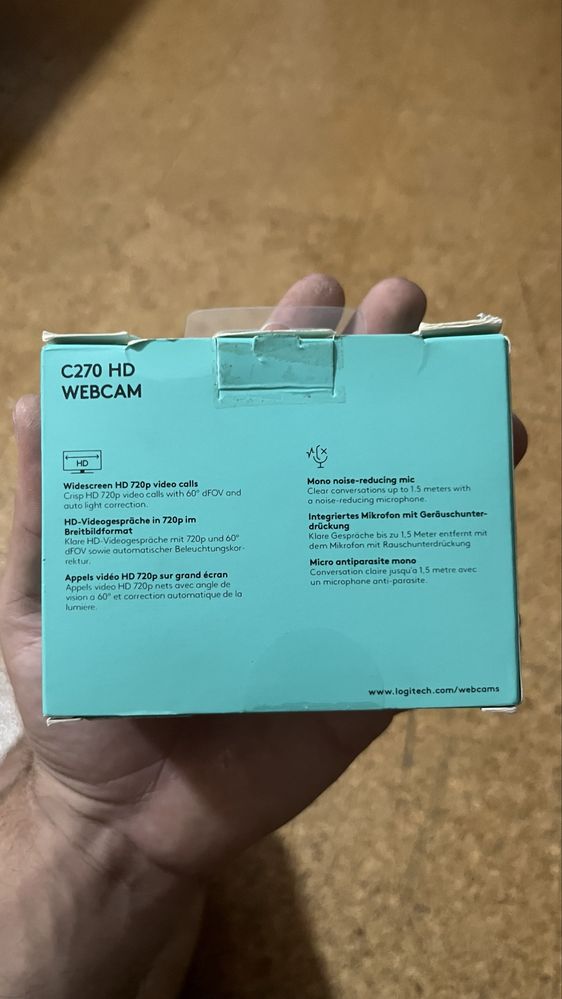 C270 HD
WEBCAM
HD
Widescreen HD 720p video calls
Crisp HD 720p video calls with 60° dFOV and
auto light correction.
HD-Videogespräche in 720p im
Breitbildformat
Klare HD-Videogespräche mit 720p und 60°
dFOV sowie automatischer Beleuchtungskor-
rektur.
Appels vidéo HD 720p sur grand écran
Appels vidéo HD 720p nets avec angle de
vision à 60° et correction automatique de la
lumière.
Mono noise-reducing mic
Clear conversations up to 1.5 meters with
a noise-reducing microphone.
Integriertes Mikrofon mit Geräuschunter-
drückung
Klare Gespräche bis zu 1,5 Meter entfernt mit
dem Mikrofon mit Rauschunterdrückung
Micro antiparasite mono
Conversation claire jusqu'à 1,5 metre avec
un microphone anti-parasite.
www.logitech.com/webcams